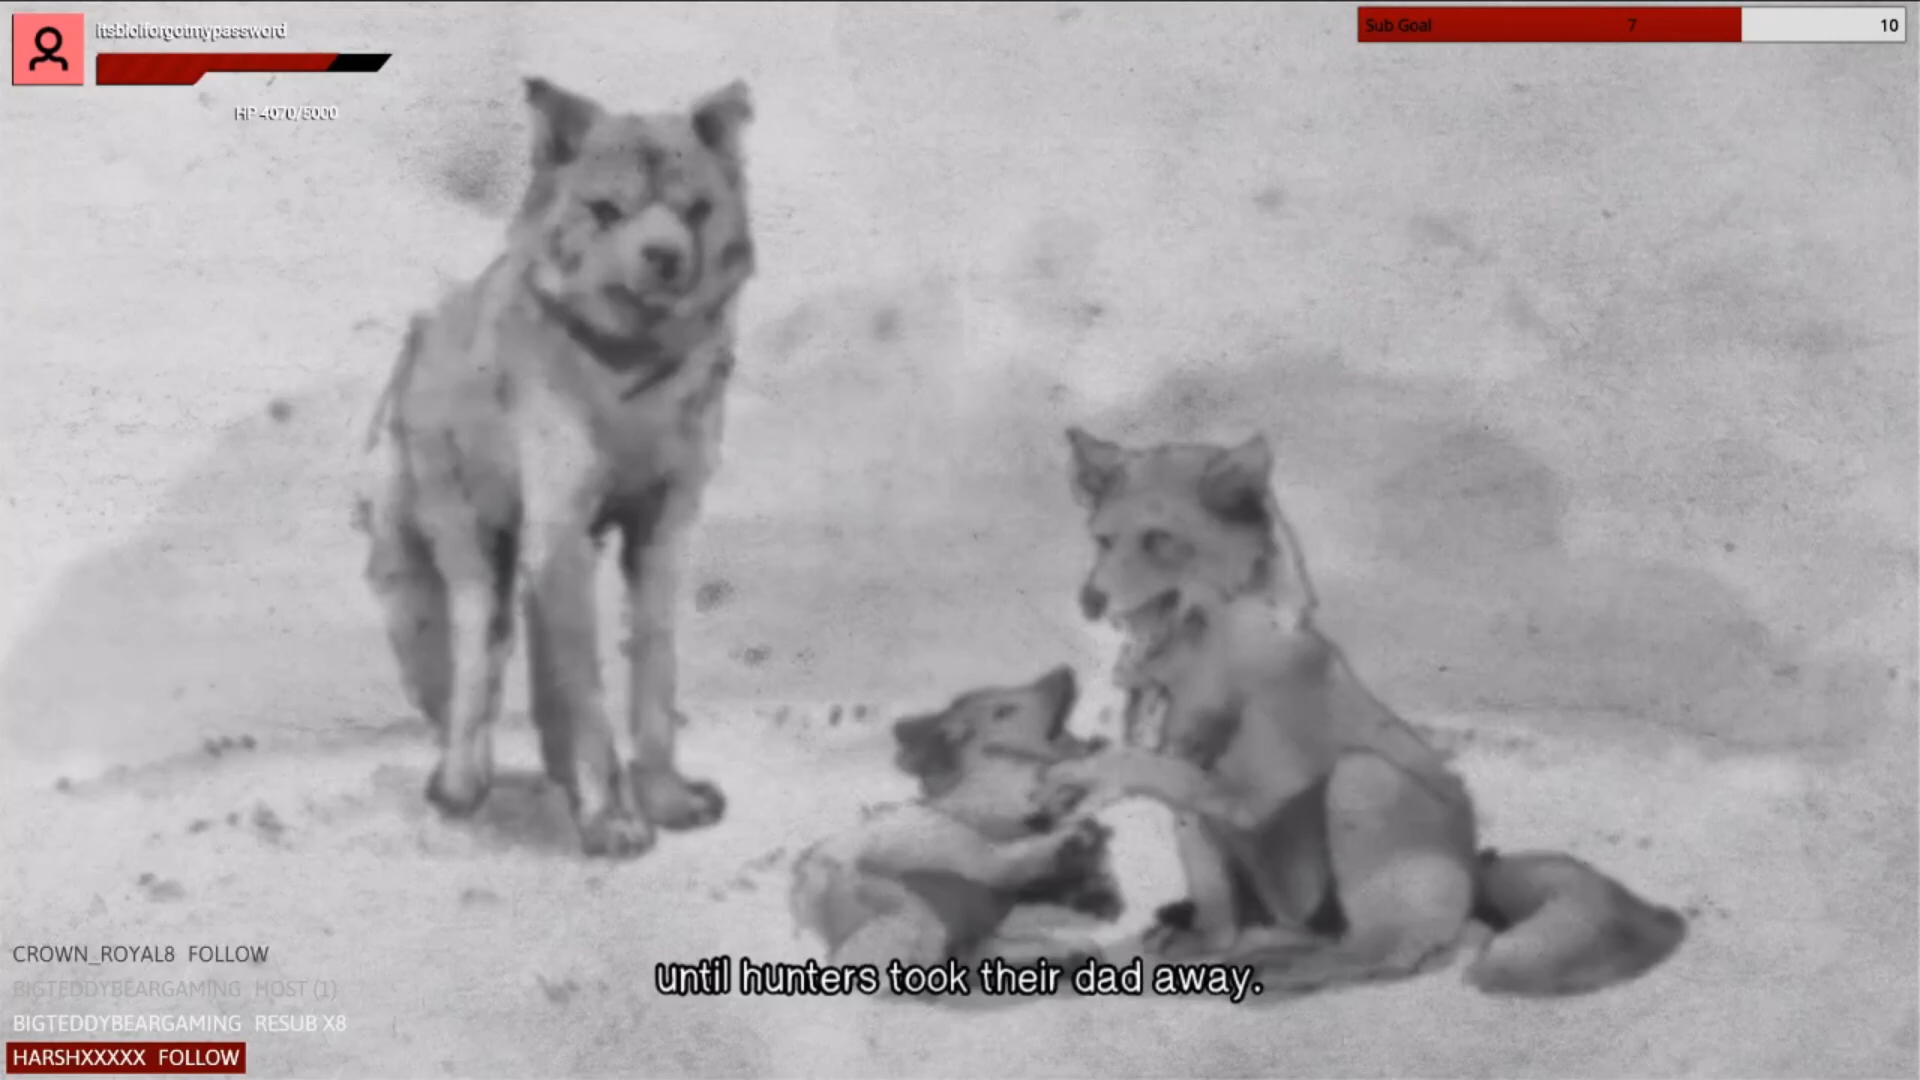 itsblolforgotmypassword
HP 4070/5000
Sub Goal 7 10
until hunters took their dad away.
CROWN_ROYAL8 FOLLOW
BIGTEDDYBEARGAMING HOST (1)
BIGTEDDYBEARGAMING RESUB X8
HARSHXXXXX FOLLOW